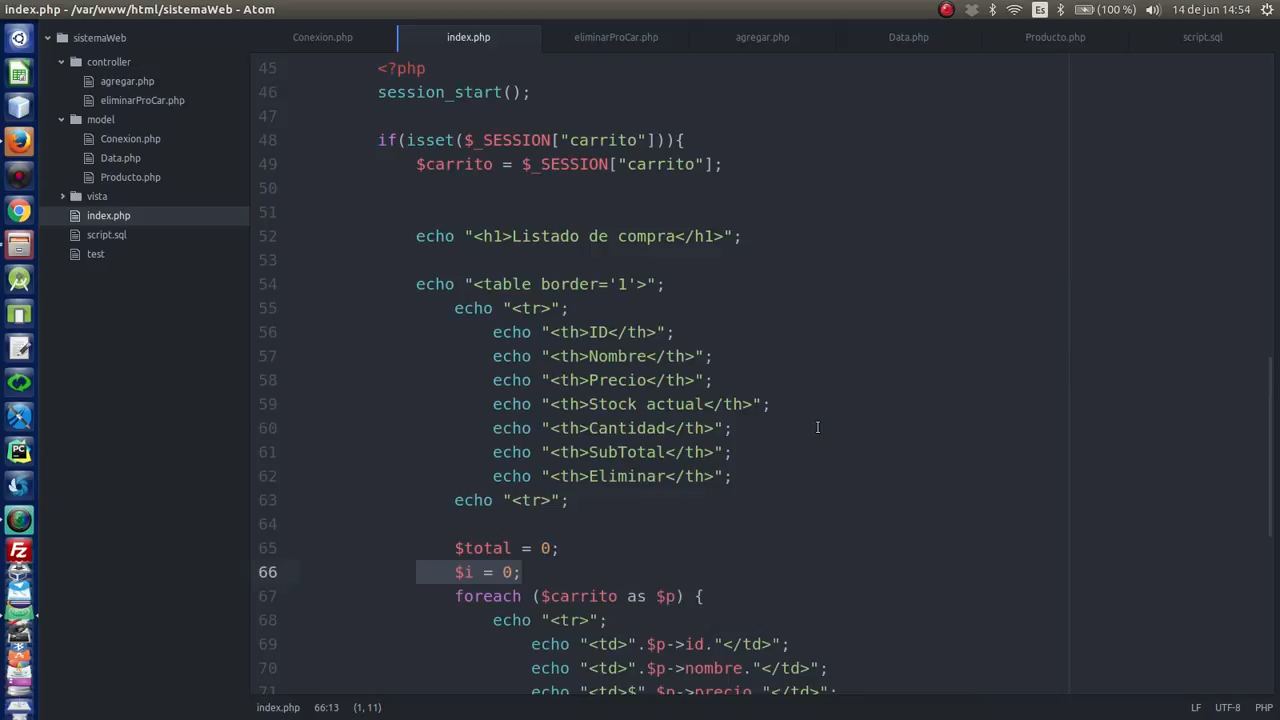 index.php - /var/www/html/sistemaWeb - Atom
Es
(100 %)
14 de jun 14:54
sistemaWeb
controller
agregar.php
eliminarProCar.php
model
Conexion.php
Data.php
Producto.php
vista
index.php
script.sql
test
Conexion.php index.php eliminarProCar.php agregar.php Data.php Producto.php script.sql
45 <?php
46 session_start();
47
48 if(isset($_SESSION["carrito"])){
49 $carrito = $_SESSION["carrito"];
50
51
52 echo "<h1>Listado de compra</h1>";
53
54 echo "<table border='1'>";
55 echo "<tr>";
56 echo "<th>ID</th>";
57 echo "<th>Nombre</th>";
58 echo "<th>Precio</th>";
59 echo "<th>Stock actual</th>";
60 echo "<th>Cantidad</th>";
61 echo "<th>SubTotal</th>";
62 echo "<th>Eliminar</th>";
63 echo "<tr>";
64
65 $total = 0;
66 $i = 0;
67 foreach ($carrito as $p) {
68 echo "<tr>";
69 echo "<td>".$p->id."</td>";
70 echo "<td>".$p->nombre."</td>";
71 echo "<td>$".$p->precio."</td>";
index.php 66:13 (1, 11) LF UTF-8 PHP